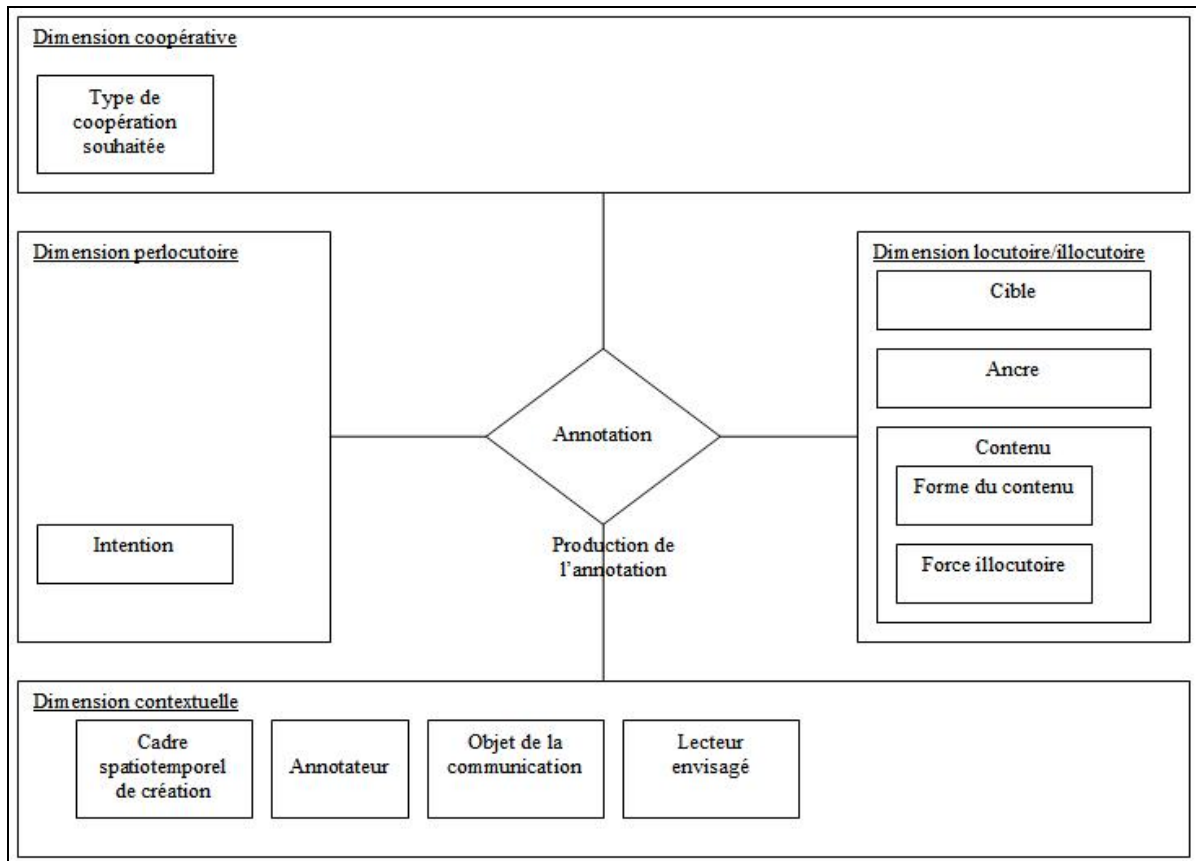 Dimension coopérative
Type de
coopération
souhaitée
Dimension perlocutoire
Intention
Annotation
Production de
l’annotation
Dimension locutoire/illocutoire
Cible
Ancre
Contenu
Forme du contenu
Force illocutoire
Dimension contextuelle
Cadre
spatiotemporel
de création
Annotateur
Objet de la
communication
Lecteur
envisagé